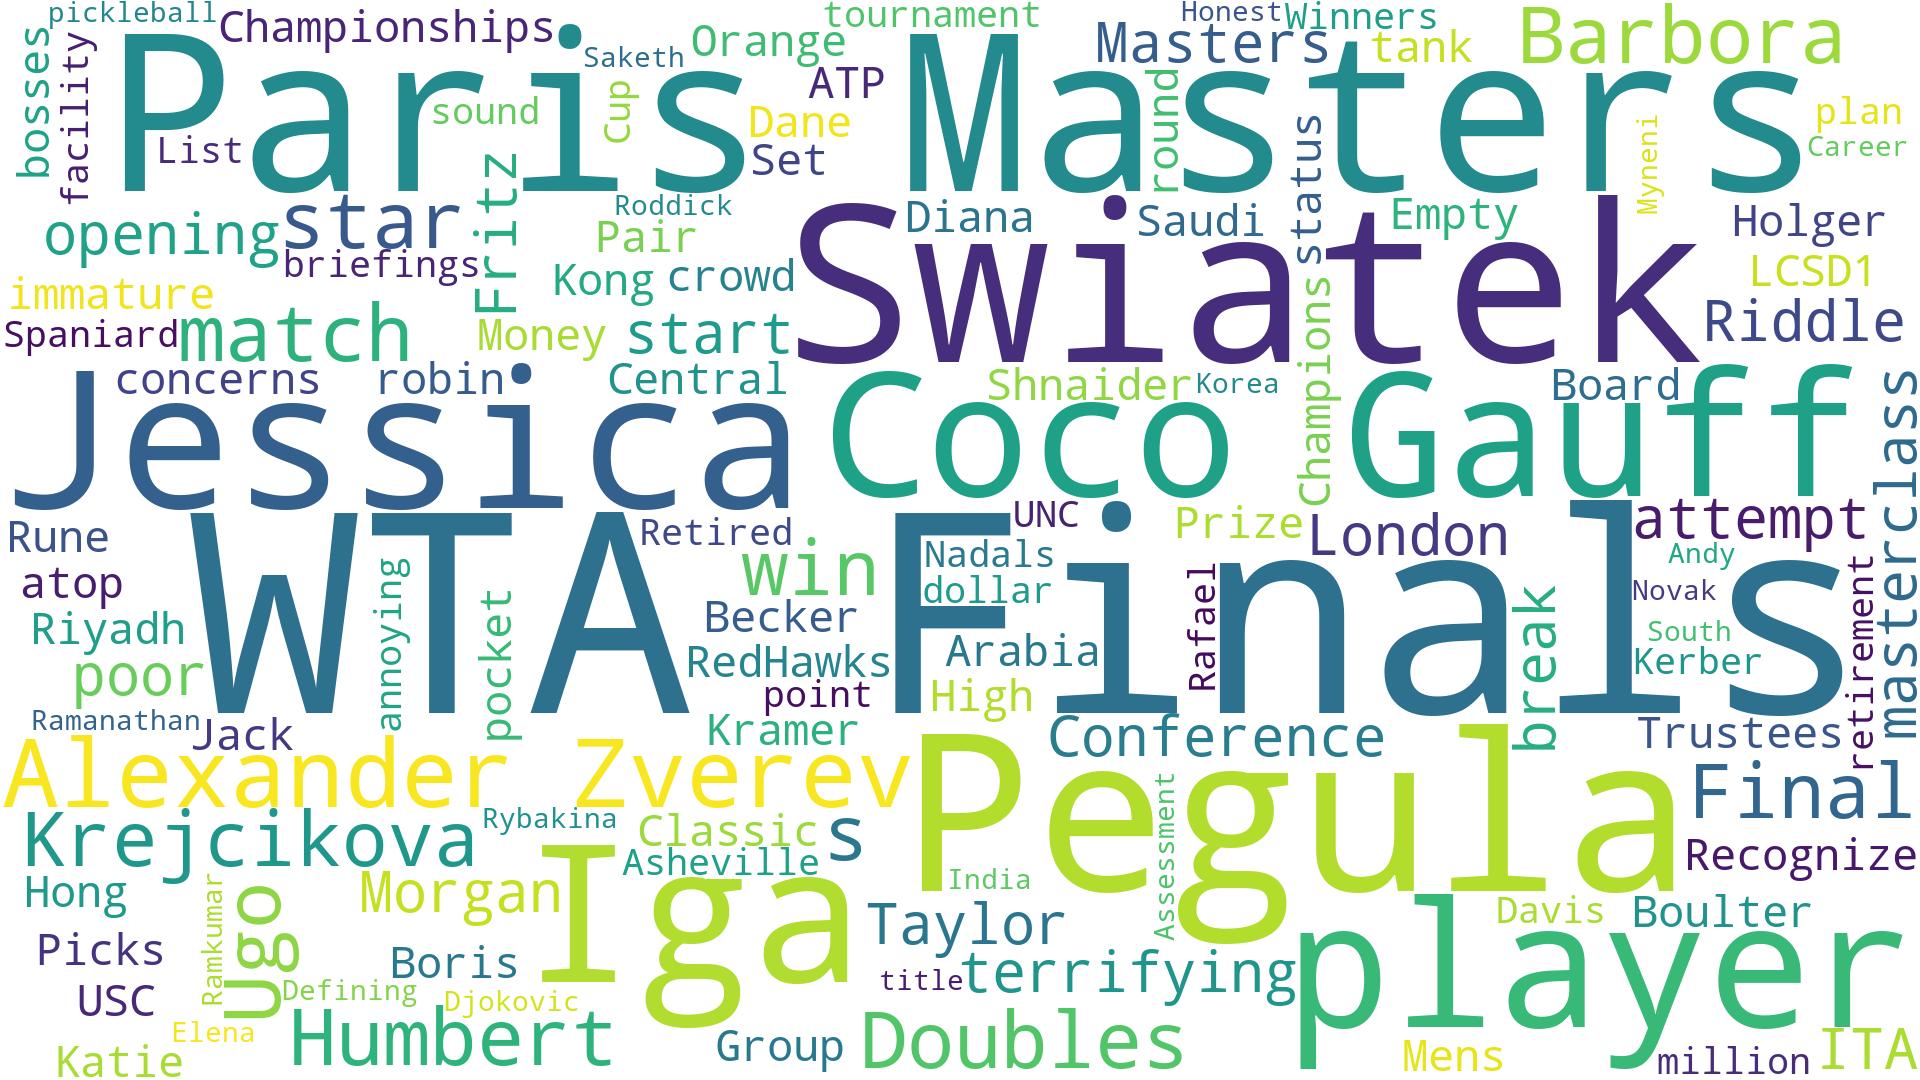 pickleball
Championships
tournament
Honest
Winners
Barbora
bosses
facility
Paris Masters
Saketh
Orange
Masters
tank
ATP
sound
Cup
Dane
round
plan
List
Set
status
Myneni
Career
Fritz
star
Roddick
Swiatek
Diana
Saudi
Empty
Holger
opening
Pair
briefings
Kong
crowd
LCSD1
immature
Champions
Riddle
Spaniard
match
Money
start
Jessica
concerns
robin
Central
Coco Gauff
Shnaider
Korea
Board
masterclass
WTA Finals
UNC
attempt
Rune
Retired
Prize
London
win
Nadals
Andy
atop
annoying
dollar
Rafael
break
Novak
retirement
Riyadh
pocket
Becker
South
poor
RedHawks
Arabia
Kerber
point
High
Ramanathan
Jack
Kramer
Conference
Trustees
Alexander Zverev
Pegula
Final
Krejcikova
Rybakina
Classic
s
Assessment
Iga
Asheville
Recognize
Hong
Ramkumar
Ugo
Morgan
India
player
Taylor
Davis
Boulter
Picks
Boris
title
terrifying
USC
Defining
Djokovic
Elena
Humbert
Group
Doubles
Katie
Mens
million
ITA